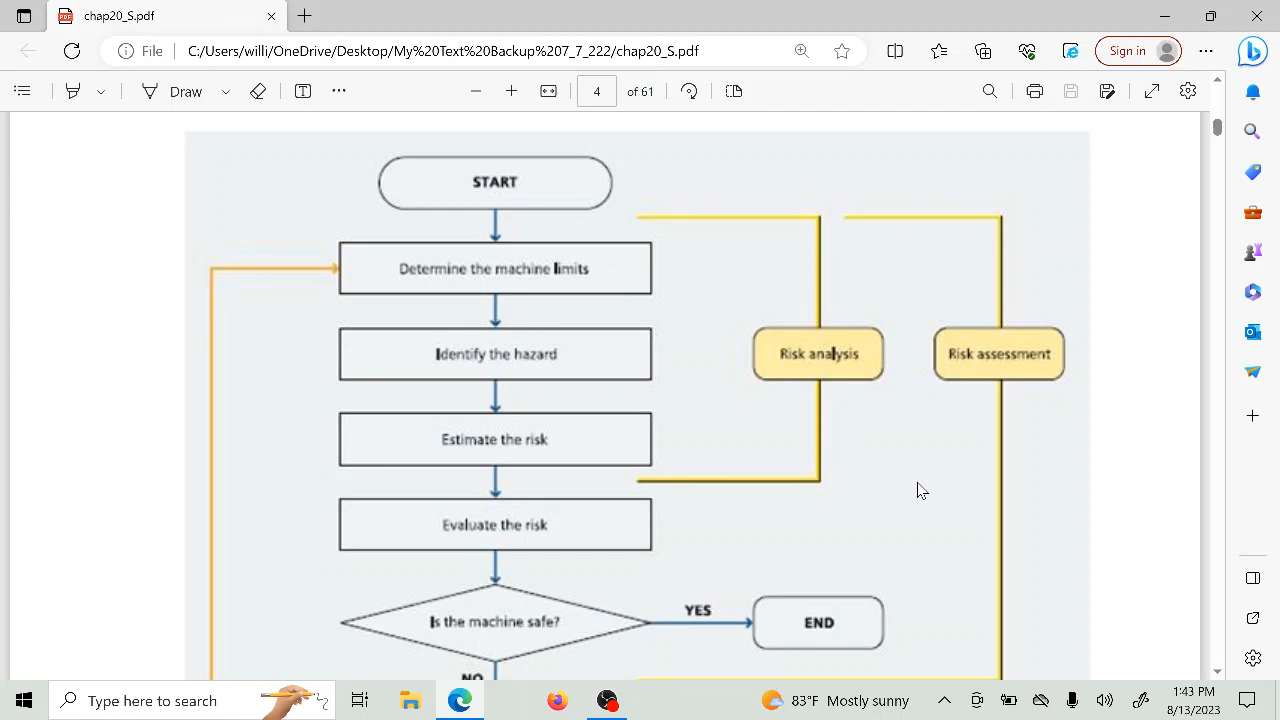 chap20_S.pdf
File
C:/Users/willi/OneDrive/Desktop/My%20Text%20Backup%207_7_222/chap20_S.pdf
Sign in
Draw
4 of 61
START
Determine the machine limits
Identify the hazard
Risk analysis
Risk assessment
Estimate the risk
Evaluate the risk
Is the machine safe?
YES
END
NO
Type here to search
83°F Mostly sunny
1:43 PM
8/13/2023